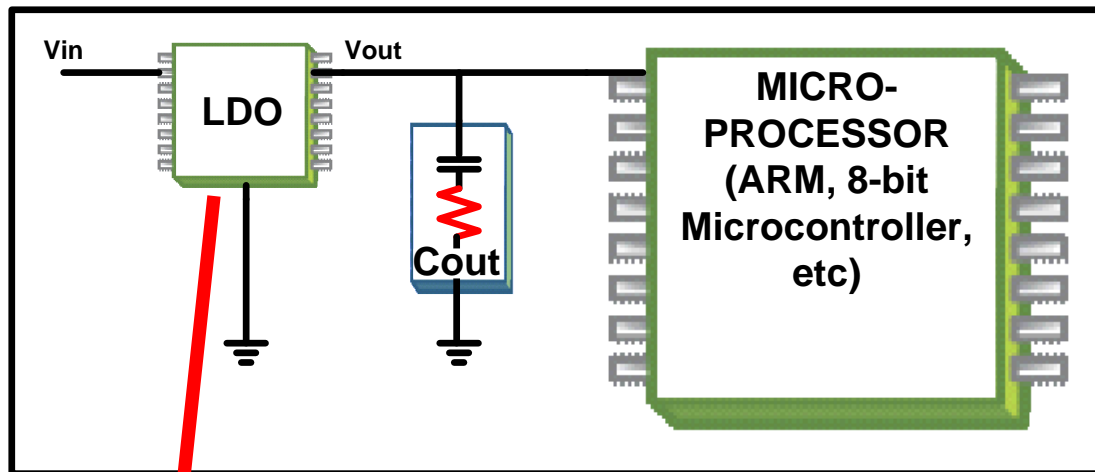 Vin
LDO
Vout
Cout
MICRO-
PROCESSOR
(ARM, 8-bit
Microcontroller,
etc)